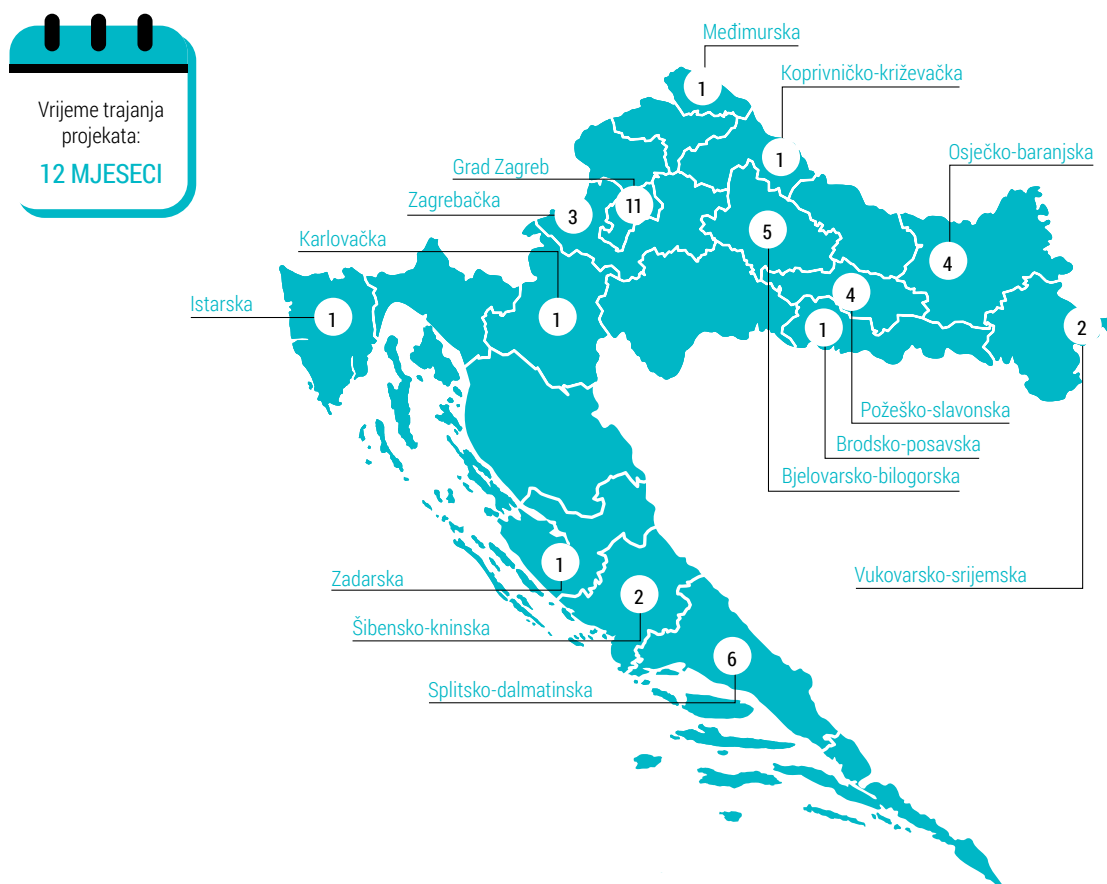 Vrijeme trajanja
projekata:
12 MJESECI
Međimurska
1
Koprivničko-križevačka
1
Osječko-baranjska
4
Grad Zagreb
11
Zagrebačka
3
Karlovačka
1
Istarska
1
5
4
1
2
Požeško-slavonska
Brodsko-posavska
Bjelovarsko-bilogorska
Vukovarsko-srijemska
Zadarska
1
Šibensko-kninska
2
Splitsko-dalmatinska
6